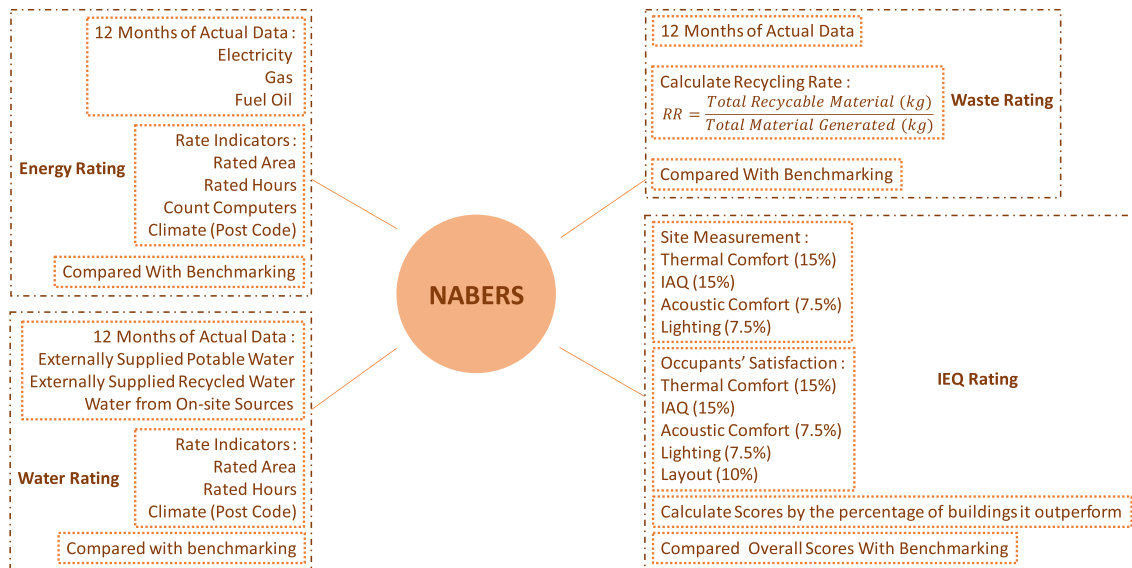 12 Months of Actual Data :
Electricity
Gas
Fuel Oil
Energy Rating
Rate Indicators :
Rated Area
Rated Hours
Count Computers
Climate (Post Code)
Compared With Benchmarking
12 Months of Actual Data :
Externally Supplied Potable Water
Externally Supplied Recycled Water
Water from On-site Sources
Water Rating
Rate Indicators :
Rated Area
Rated Hours
Climate (Post Code)
Compared with benchmarking
NABERS
12 Months of Actual Data
Calculate Recycling Rate :
RR = Total Recycable Material (kg) / Total Material Generated (kg)
Waste Rating
Compared With Benchmarking
Site Measurement :
Thermal Comfort (15%)
IAQ (15%)
Acoustic Comfort (7.5%)
Lighting (7.5%)
Occupants’ Satisfaction :
Thermal Comfort (15%)
IAQ (15%)
Acoustic Comfort (7.5%)
Lighting (7.5%)
Layout (10%)
IEQ Rating
Calculate Scores by the percentage of buildings it outperform
Compared Overall Scores With Benchmarking